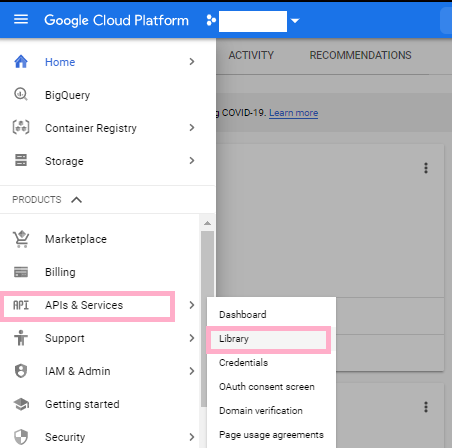 Google Cloud Platform
Home
ACTIVITY
RECOMMENDATIONS
BigQuery
g COVID-19. Learn more
Container Registry
Storage
PRODUCTS
Marketplace
Billing
API APIs & Services
Dashboard
Support
Library
IAM & Admin
Credentials
Getting started
OAuth consent screen
Domain verification
Security
Page usage agreements